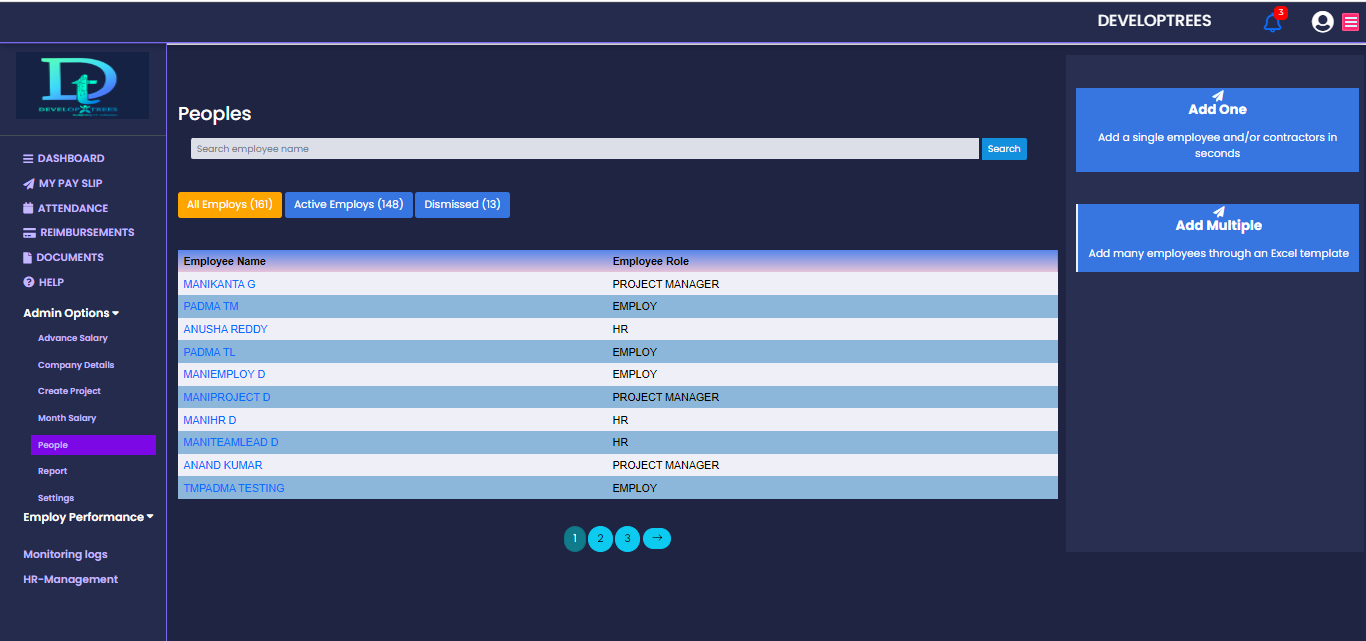 DEVELOPTREES
3
Dt
DEVELOP TREES
DASHBOARD
MY PAY SLIP
ATTENDANCE
REIMBURSEMENTS
DOCUMENTS
HELP
Admin Options
Advance Salary
Company Details
Create Project
Month Salary
People
Report
Settings
Employ Performance
Monitoring logs
HR-Management
Peoples
Search employee name
Search
All Employs (161)
Active Employs (148)
Dismissed (13)
Employee Name Employee Role
MANIKANTA G PROJECT MANAGER
PADMA TM EMPLOY
ANUSHA REDDY HR
PADMA TL EMPLOY
MANIEMPLOY D EMPLOY
MANIPROJECT D PROJECT MANAGER
MANIHR D HR
MANITEAMLEAD D HR
ANAND KUMAR PROJECT MANAGER
TMPADMA TESTING EMPLOY
1 2 3 →
Add One
Add a single employee and/or contractors in
seconds
Add Multiple
Add many employees through an Excel template